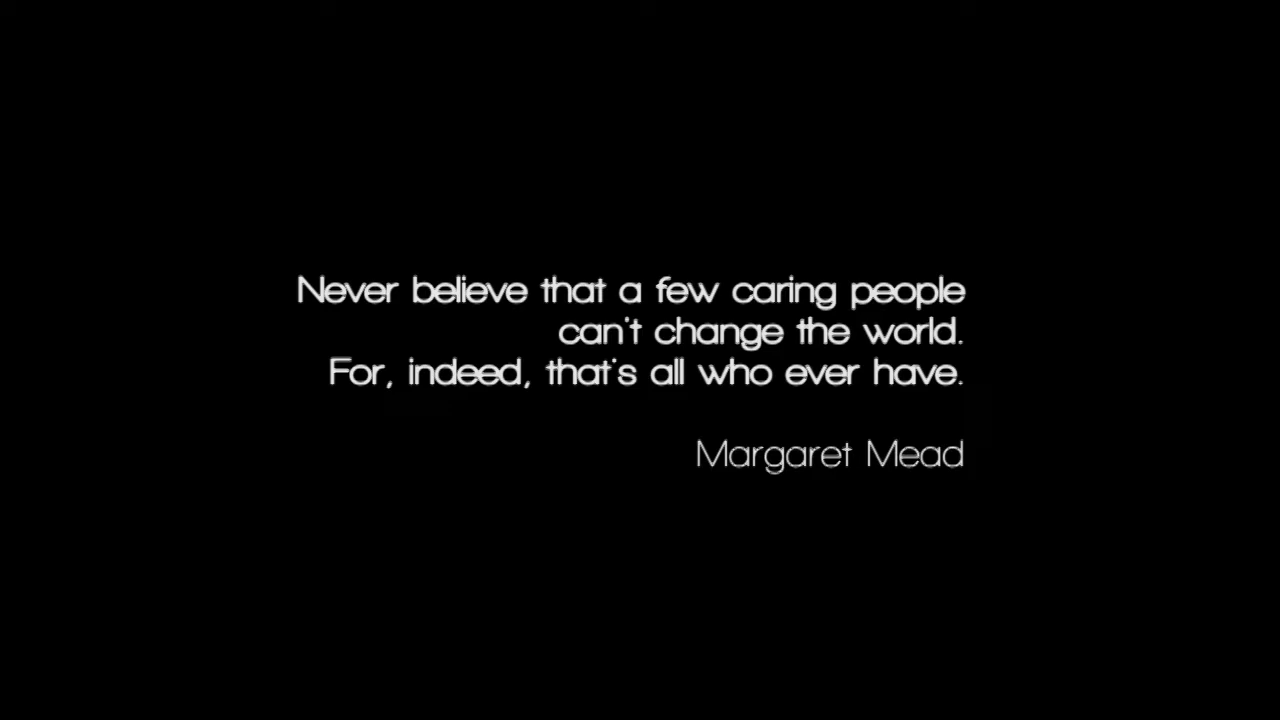 Never believe that a few caring people
can't change the world.
For, indeed, that's all who ever have.
Margaret Mead